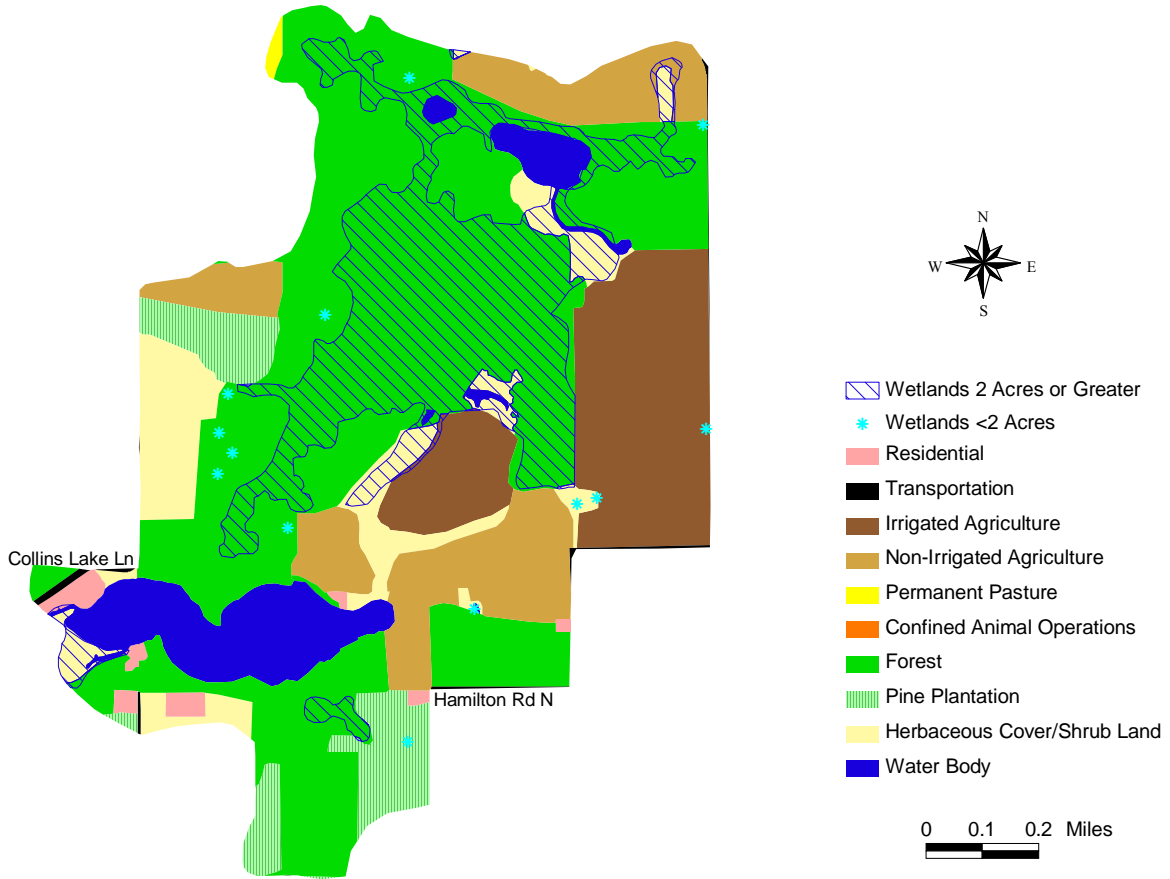 N
W E
S
Wetlands 2 Acres or Greater
Wetlands <2 Acres
Residential
Transportation
Irrigated Agriculture
Non-Irrigated Agriculture
Permanent Pasture
Confined Animal Operations
Forest
Pine Plantation
Herbaceous Cover/Shrub Land
Water Body
Collins Lake Ln
Hamilton Rd N
0 0.1 0.2 Miles